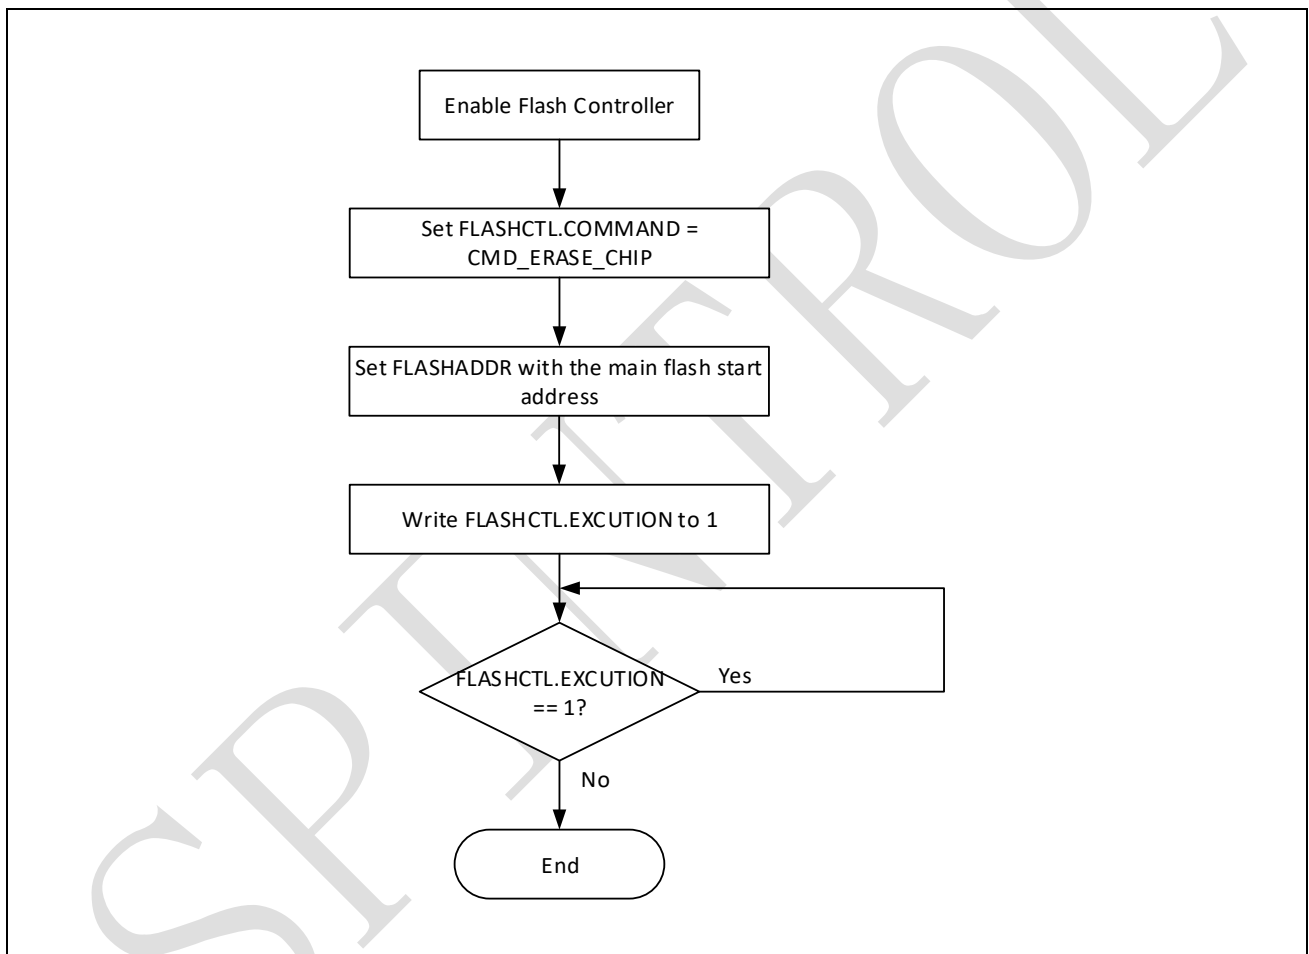 Enable Flash Controller
Set FLASHCTL.COMMAND =
CMD_ERASE_CHIP
Set FLASHADDR with the main flash start
address
Write FLASHCTL.EXCUTION to 1
FLASHCTL.EXCUTION
== 1?
Yes
No
End
SPINTROL